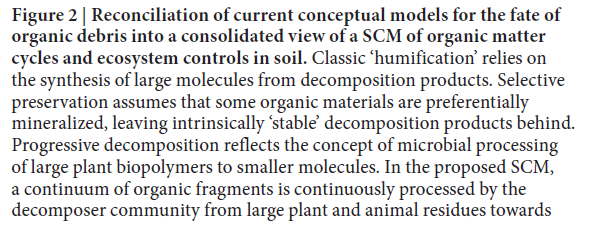 Figure 2 | Reconciliation of current conceptual models for the fate of
organic debris into a consolidated view of a SCM of organic matter
cycles and ecosystem controls in soil. Classic ‘humification’ relies on
the synthesis of large molecules from decomposition products. Selective
preservation assumes that some organic materials are preferentially
mineralized, leaving intrinsically ‘stable’ decomposition products behind.
Progressive decomposition reflects the concept of microbial processing
of large plant biopolymers to smaller molecules. In the proposed SCM,
a continuum of organic fragments is continuously processed by the
decomposer community from large plant and animal residues towards